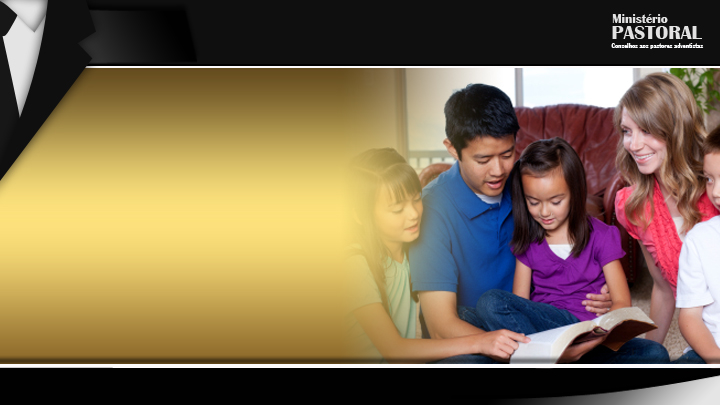 Ministério
PASTORAL
Conselhos aos pastores adventistas